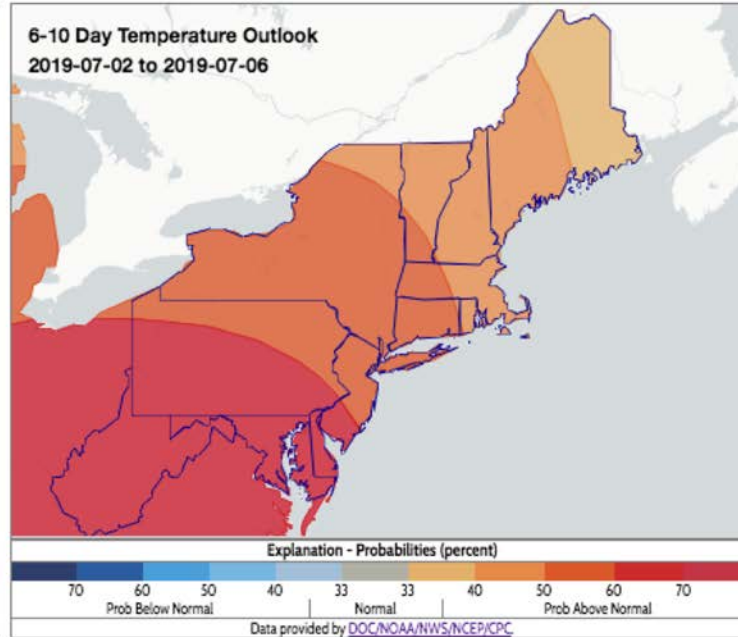 6-10 Day Temperature Outlook
2019-07-02 to 2019-07-06
Explanation - Probabilities (percent)
70 60 50 40 33 33 40 50 60 70
Prob Below Normal | Normal | Prob Above Normal
Data provided by DOC/NOAA/NWS/NCEP/CPC